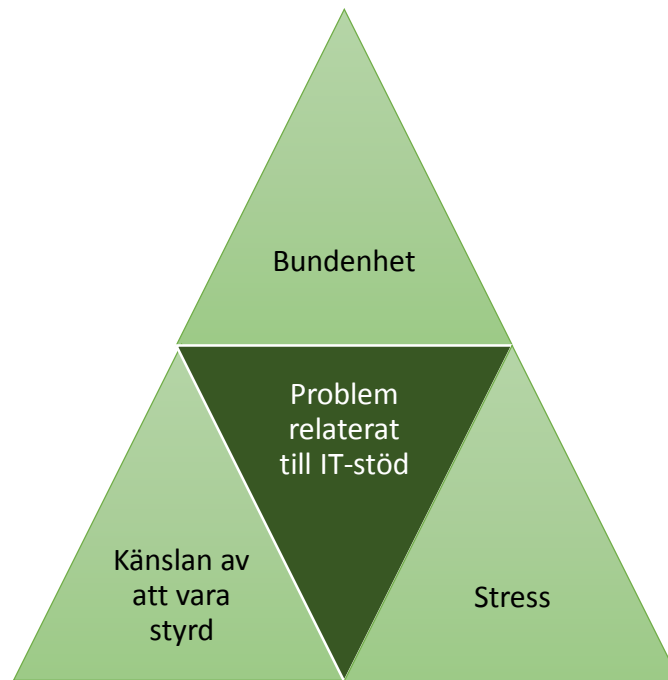 Bundenhet
Problem
relaterat
till IT-stöd
Känslan av
att vara
styrd
Stress